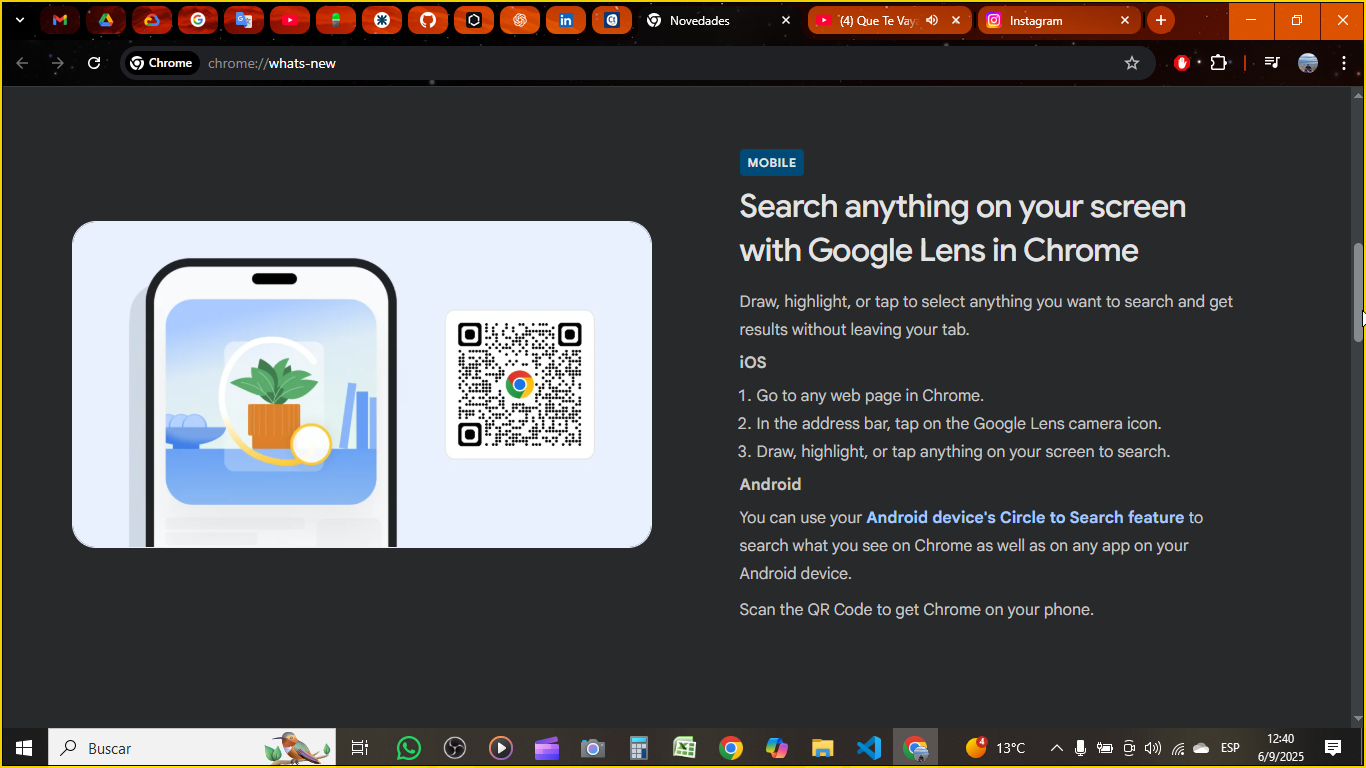 Novedades
(4) Que Te Vay
Instagram
Chrome
chrome://whats-new
MOBILE
Search anything on your screen
with Google Lens in Chrome
Draw, highlight, or tap to select anything you want to search and get
results without leaving your tab.
iOS
1. Go to any web page in Chrome.
2. In the address bar, tap on the Google Lens camera icon.
3. Draw, highlight, or tap anything on your screen to search.
Android
You can use your Android device's Circle to Search feature to
search what you see on Chrome as well as on any app on your
Android device.
Scan the QR Code to get Chrome on your phone.
Buscar
4
13°C
ESP
12:40
6/9/2025